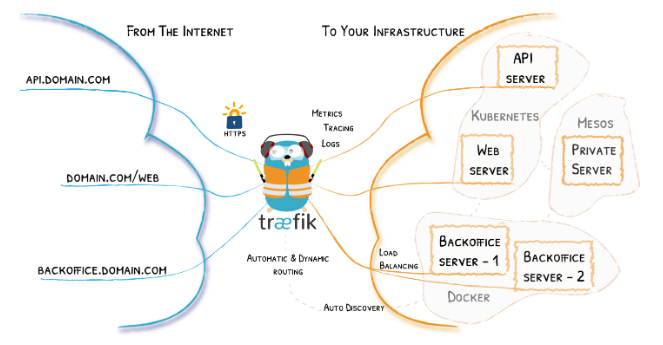 FROM THE INTERNET
TO YOUR INFRASTRUCTURE
API.DOMAIN.COM
API
SERVER
HTTPS
METRICS
TRACING
LOGS
KUBERNETES
MESOS
WEB
SERVER
PRIVATE
SERVER
DOMAIN.COM/WEB
træfik
BACKOFFICE.DOMAIN.COM
AUTOMATIC & DYNAMIC
ROUTING
LOAD
BALANCING
BACKOFFICE
SERVER - 1
BACKOFFICE
SERVER - 2
DOCKER
AUTO DISCOVERY